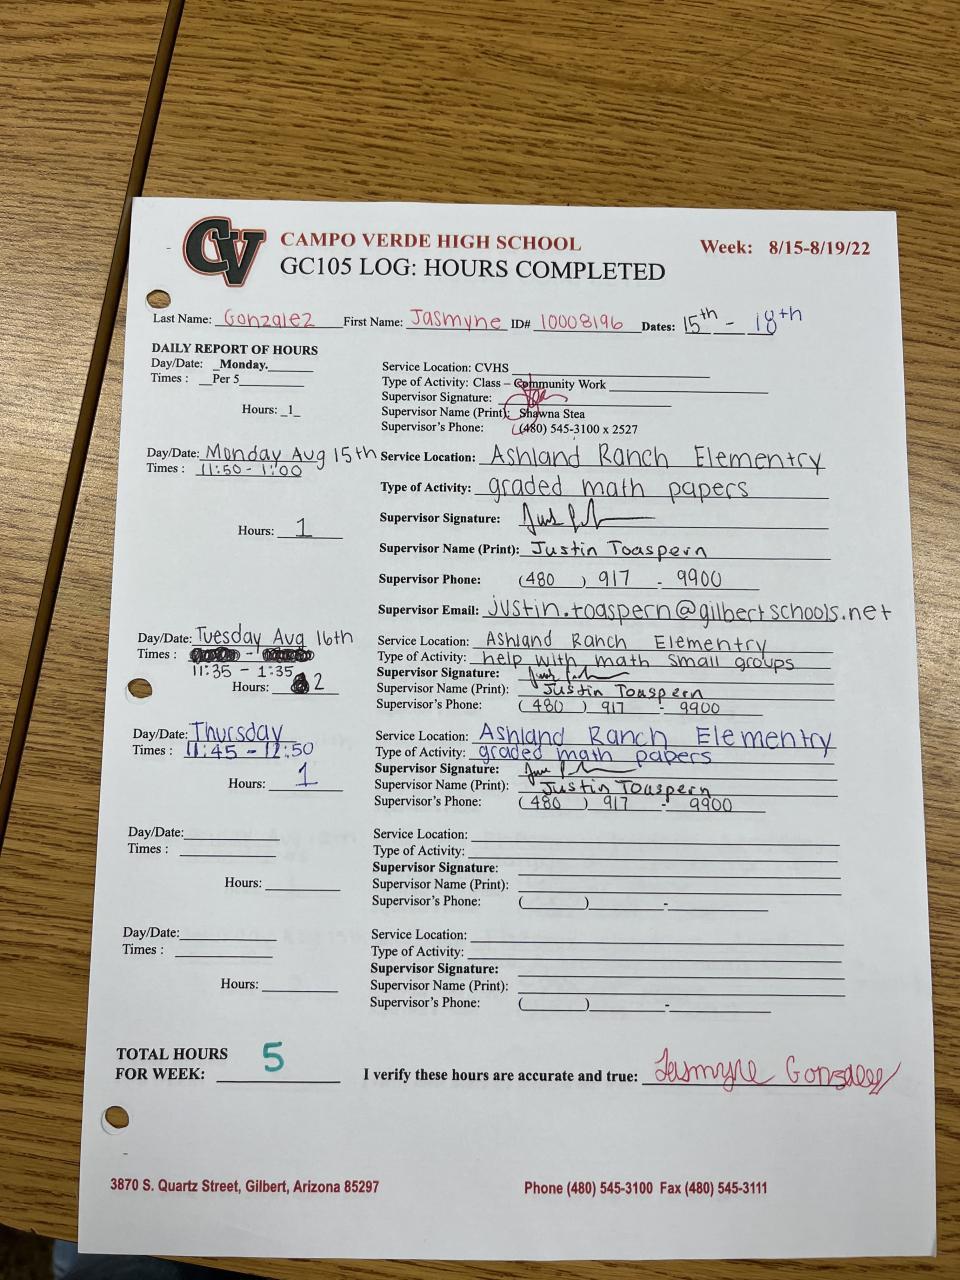 CV
CAMPO VERDE HIGH SCHOOL
Week: 8/15-8/19/22
GC105 LOG: HOURS COMPLETED
Last Name: Gonzalez First Name: Jasmyne ID# 10008196 Dates: 15th - 18th
DAILY REPORT OF HOURS
Day/Date: Monday.
Times : Per 5
Hours: 1
Service Location: CVHS
Type of Activity: Class – Community Work
Supervisor Signature:
Supervisor Name (Print): Shawna Stea
Supervisor's Phone: (480) 545-3100 x 2527
Day/Date: Monday Aug 15th
Times : 11:50 - 1:00
Hours: 1
Service Location: Ashland Ranch Elementry
Type of Activity: graded math papers
Supervisor Signature:
Supervisor Name (Print): Justin Toaspern
Supervisor Phone: (480) 917 - 9900
Supervisor Email: justin.toaspern@gilbertschools.net
Day/Date: Tuesday Aug 16th
Times : -
11:35 - 1:35
Hours: 2
Service Location: Ashland Ranch Elementry
Type of Activity: help with math small groups
Supervisor Signature:
Supervisor Name (Print): Justin Toaspern
Supervisor's Phone: (480) 917 - 9900
Day/Date: Thursday
Times : 11:45 - 12:50
Hours: 1
Service Location: Ashland Ranch Elementry
Type of Activity: graded math papers
Supervisor Signature:
Supervisor Name (Print): Justin Toaspern
Supervisor's Phone: (480) 917 - 9900
Day/Date:
Times :
Hours:
Service Location:
Type of Activity:
Supervisor Signature:
Supervisor Name (Print):
Supervisor's Phone: ( ) -
Day/Date:
Times :
Hours:
Service Location:
Type of Activity:
Supervisor Signature:
Supervisor Name (Print):
Supervisor's Phone: ( ) -
TOTAL HOURS
FOR WEEK: 5
I verify these hours are accurate and true: Jasmyne Gonzalez
3870 S. Quartz Street, Gilbert, Arizona 85297
Phone (480) 545-3100 Fax (480) 545-3111